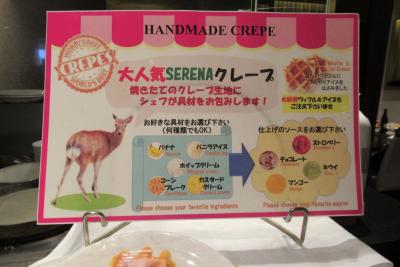 HANDMADE CREPE
CREPES
WORLD'S BEST
大人気SERENAクレープ
焼きたてのクレープ生地に
シェフが具材をお包みします！
大好評ワッフル&アイスも
ご注文下さいませ
お好きな具材をお選び下さい
(何種類でもOK)
バナナ
バニラアイス
ホイップクリーム
コーン
フレーク
カスタード
クリーム
Please choose your favorite ingredients
仕上げのソースをお選び下さい
ストロベリー
チョコレート
キウイ
マンゴー
Please choose your favorite source